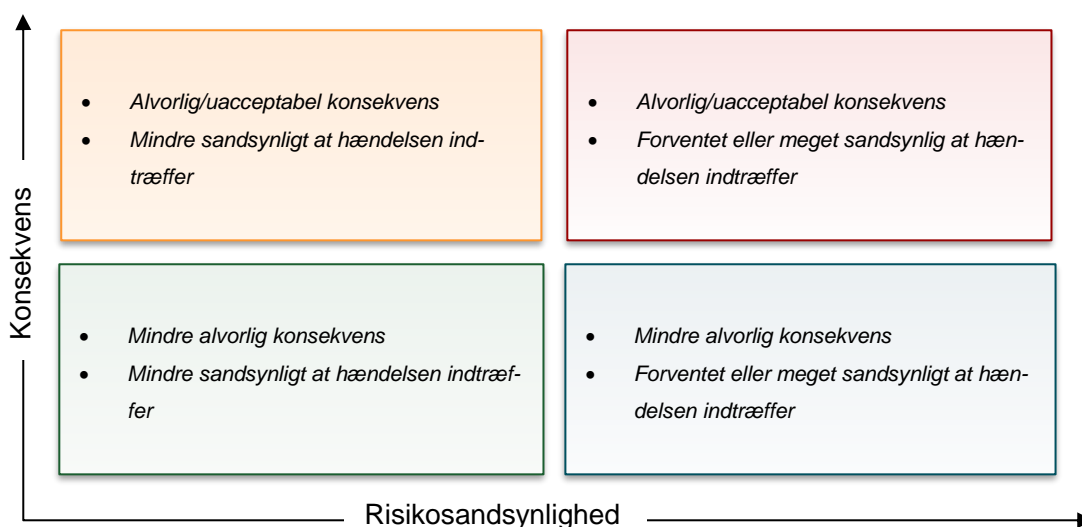 Konsekvens
• Alvorlig/uacceptabel konsekvens
• Mindre sandsynligt at hændelsen ind-
træffer
• Alvorlig/uacceptabel konsekvens
• Forventet eller meget sandsynlig at hæn-
delsen indtræffer
• Mindre alvorlig konsekvens
• Mindre sandsynligt at hændelsen indtræf-
fer
• Mindre alvorlig konsekvens
• Forventet eller meget sandsynligt at hæn-
delsen indtræffer
Risikosandsynlighed